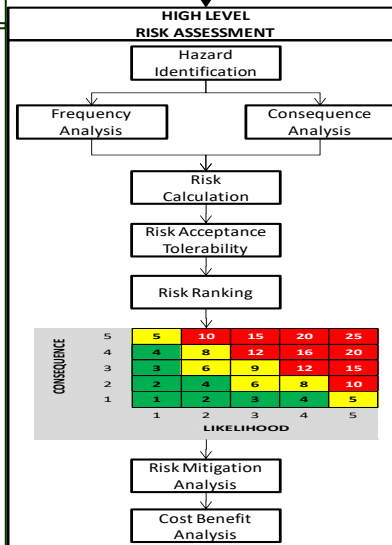 HIGH LEVEL
RISK ASSESSMENT
Hazard
Identification
Frequency
Analysis
Consequence
Analysis
Risk
Calculation
Risk Acceptance
Tolerability
Risk Ranking
CONSEQUENCE
5 5 10 15 20 25
4 4 8 12 16 20
3 3 6 9 12 15
2 2 4 6 8 10
1 1 2 3 4 5
1 2 3 4 5
LIKELIHOOD
Risk Mitigation
Analysis
Cost Benefit
Analysis